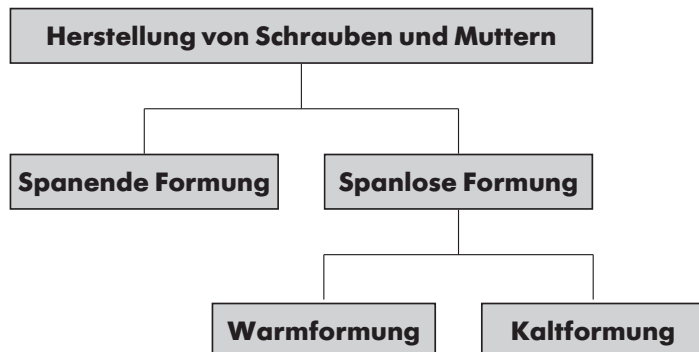 Herstellung von Schrauben und Muttern
Spanende Formung
Spanlose Formung
Warmformung
Kaltformung